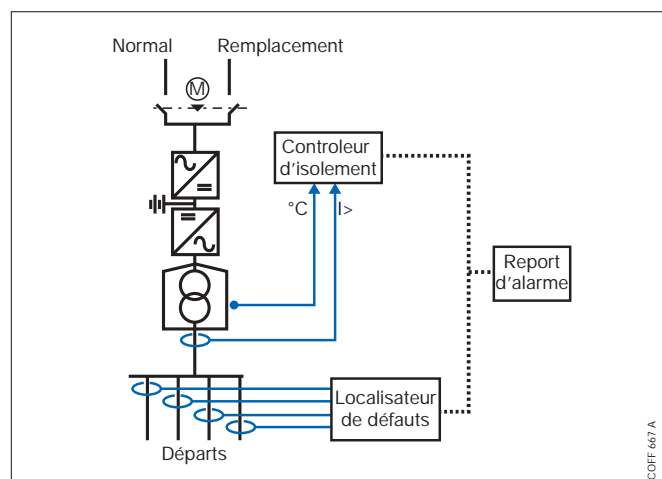 Normal Remplacement
M
Controleur
d'isolement
°C I>
Report
d'alarme
Localisateur
de défauts
Départs
COFF 667 A